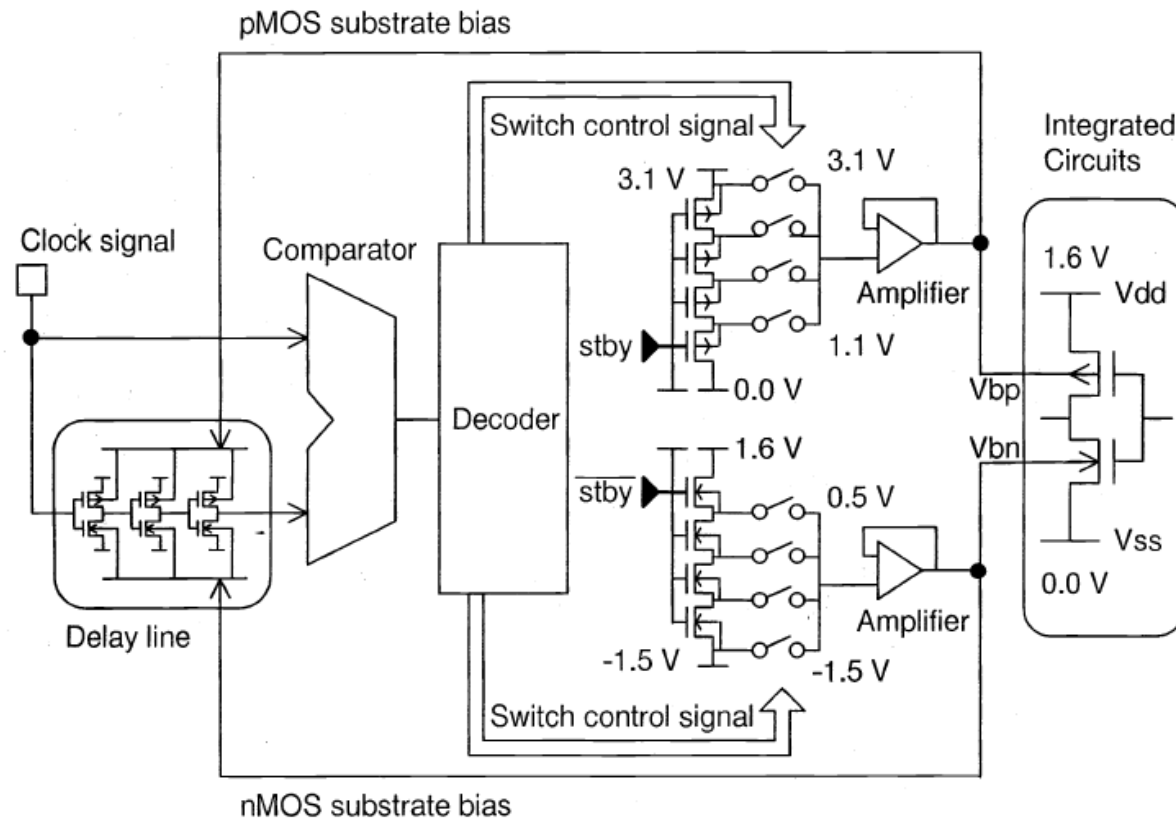 pMOS substrate bias
Switch control signal
Integrated
Circuits
3.1 V
3.1 V
Clock signal
Comparator
1.6 V
Vdd
Amplifier
stby
1.1 V
0.0 V
Vbp
Decoder
Vbn
1.6 V
stby
0.5 V
Vss
0.0 V
Amplifier
Delay line
-1.5 V
-1.5 V
Switch control signal
nMOS substrate bias